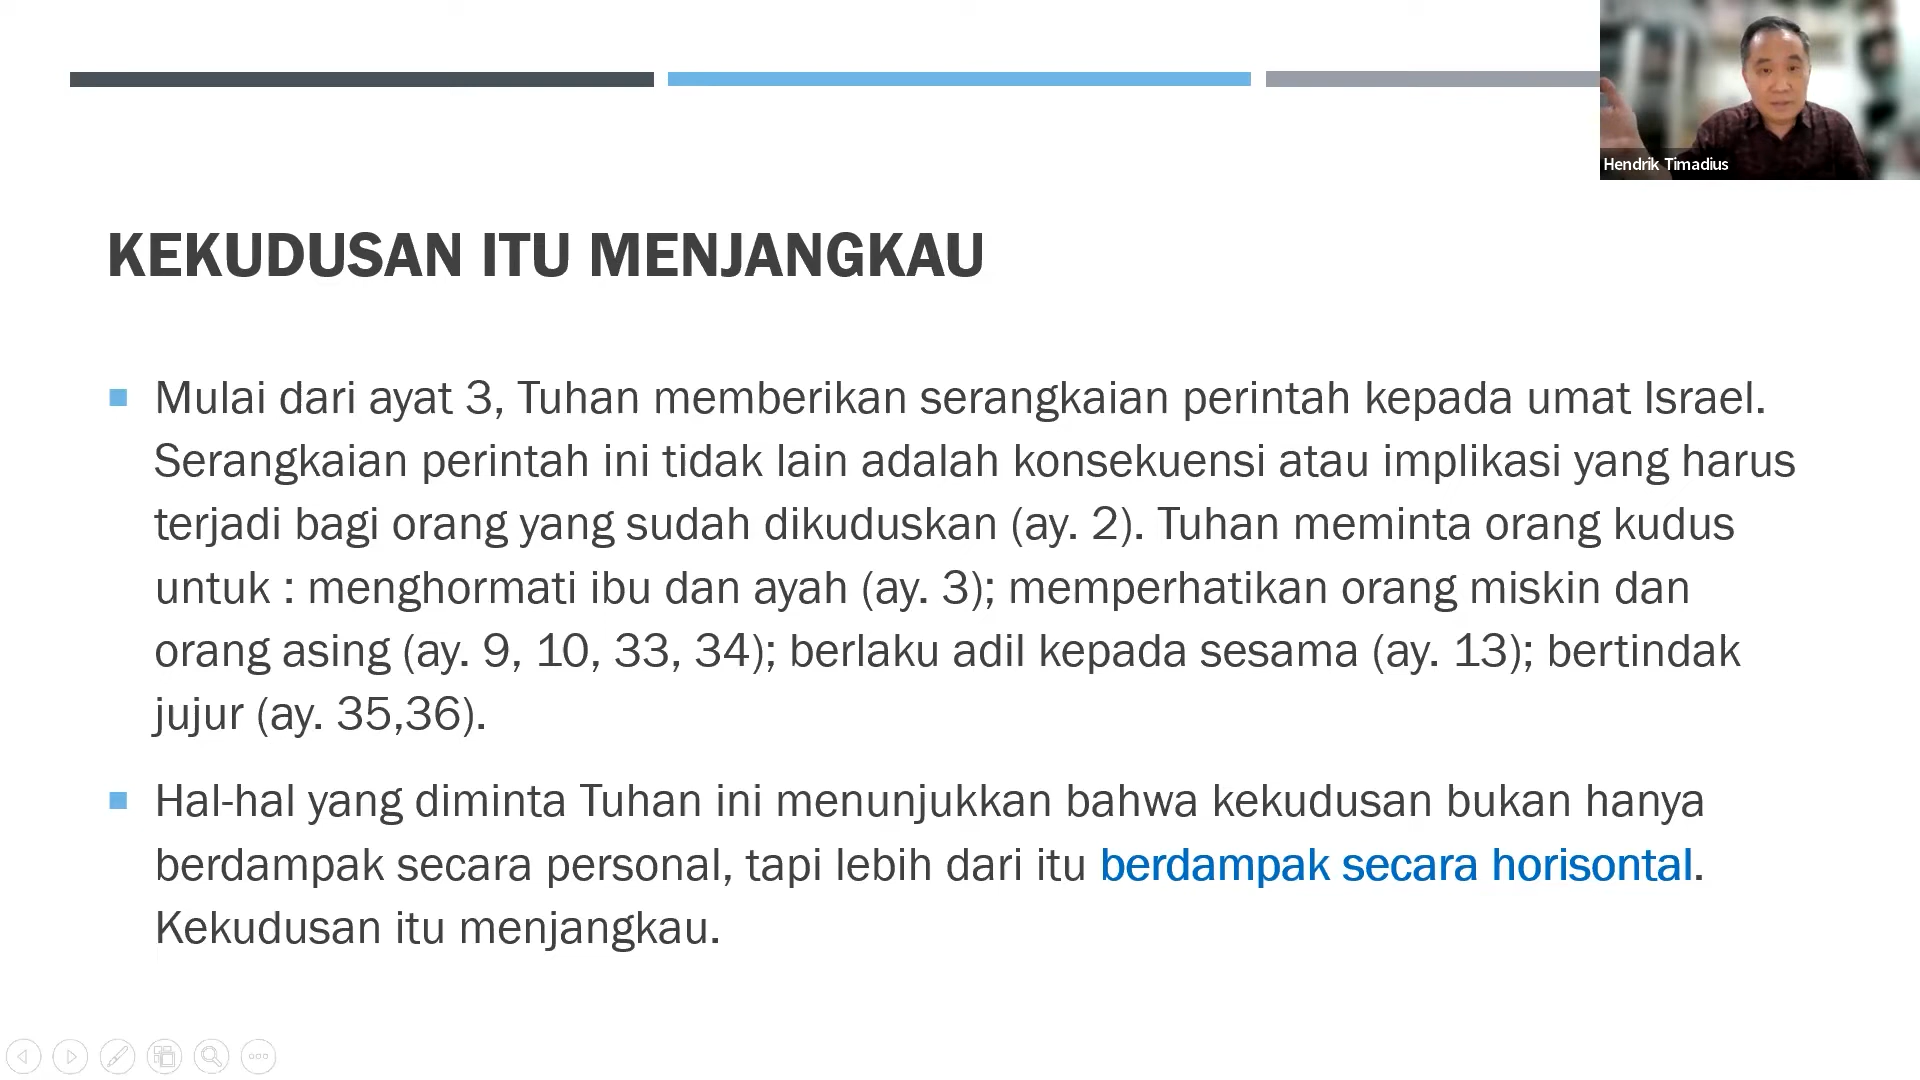 Hendrik Timadius
KEKUDUSAN ITU MENJANGKAU
Mulai dari ayat 3, Tuhan memberikan serangkaian perintah kepada umat Israel.
Serangkaian perintah ini tidak lain adalah konsekuensi atau implikasi yang harus
terjadi bagi orang yang sudah dikuduskan (ay. 2). Tuhan meminta orang kudus
untuk : menghormati ibu dan ayah (ay. 3); memperhatikan orang miskin dan
orang asing (ay. 9, 10, 33, 34); berlaku adil kepada sesama (ay. 13); bertindak
jujur (ay. 35,36).
Hal-hal yang diminta Tuhan ini menunjukkan bahwa kekudusan bukan hanya
berdampak secara personal, tapi lebih dari itu berdampak secara horisontal.
Kekudusan itu menjangkau.